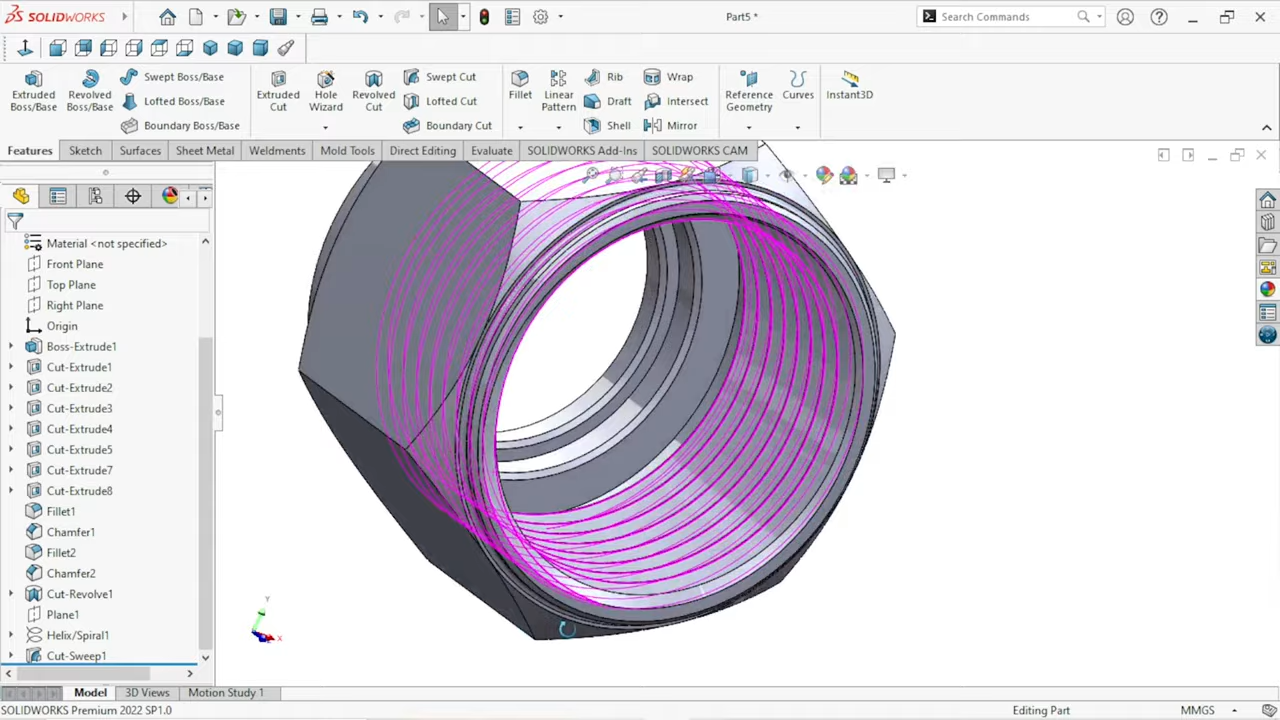 SOLIDWORKS
Part5 *
Search Commands
Extruded Boss/Base
Revolved Boss/Base
Swept Boss/Base
Lofted Boss/Base
Boundary Boss/Base
Extruded Cut
Hole Wizard
Revolved Cut
Swept Cut
Lofted Cut
Boundary Cut
Fillet
Linear Pattern
Rib
Draft
Shell
Wrap
Intersect
Mirror
Reference Geometry
Curves
Instant3D
Features
Sketch
Surfaces
Sheet Metal
Weldments
Mold Tools
Direct Editing
Evaluate
SOLIDWORKS Add-Ins
SOLIDWORKS CAM
Material <not specified>
Front Plane
Top Plane
Right Plane
Origin
Boss-Extrude1
Cut-Extrude1
Cut-Extrude2
Cut-Extrude3
Cut-Extrude4
Cut-Extrude5
Cut-Extrude7
Cut-Extrude8
Fillet1
Chamfer1
Fillet2
Chamfer2
Cut-Revolve1
Plane1
Helix/Spiral1
Cut-Sweep1
Y
X
Model
3D Views
Motion Study 1
SOLIDWORKS Premium 2022 SP1.0
Editing Part
MMGS